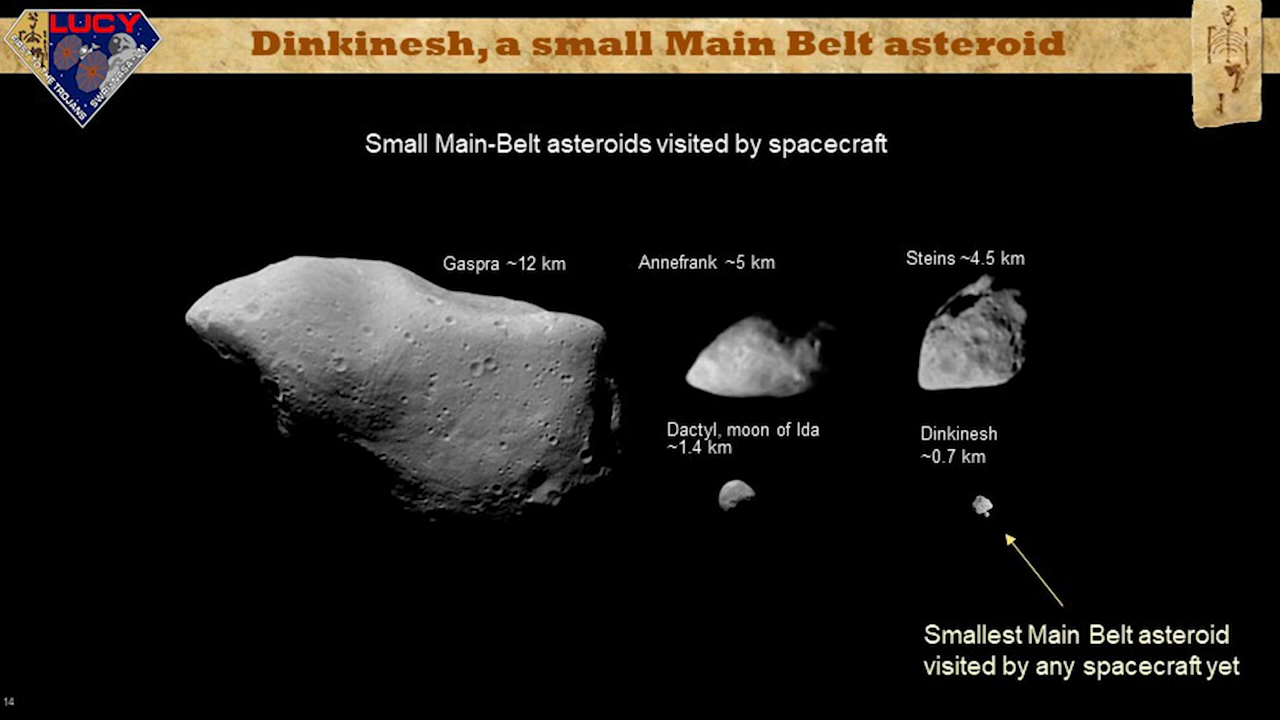 LUCY
Dinkinesh, a small Main Belt asteroid
Small Main-Belt asteroids visited by spacecraft
Gaspra ~12 km
Annefrank ~5 km
Steins ~4.5 km
Dactyl, moon of Ida
~1.4 km
Dinkinesh
~0.7 km
Smallest Main Belt asteroid
visited by any spacecraft yet
14